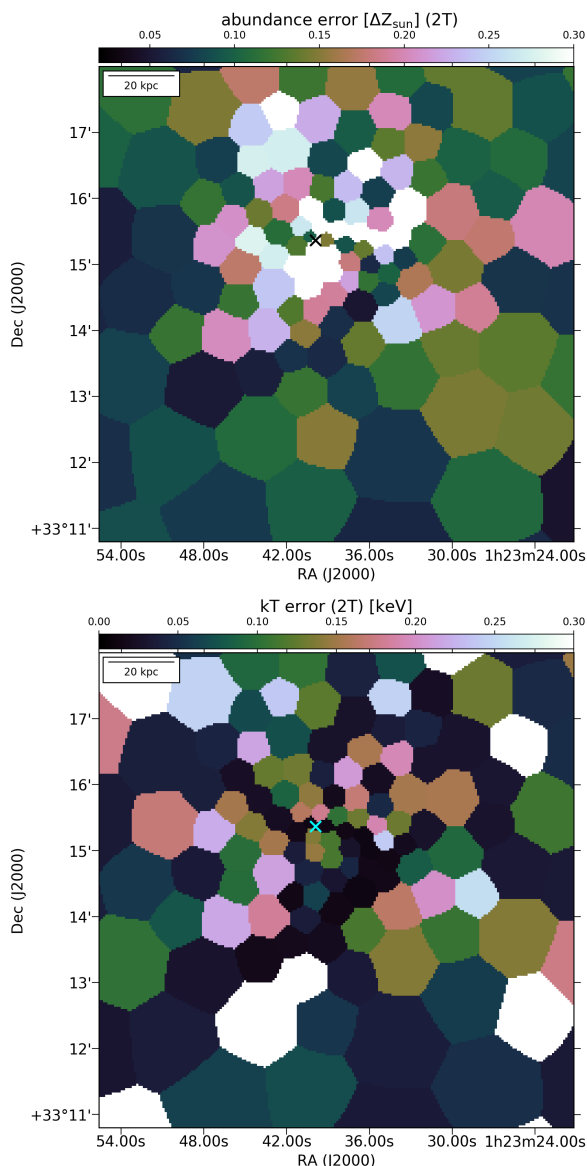 abundance error [ΔZsun] (2T)
0.05 0.10 0.15 0.20 0.25 0.30
20 kpc
17'
16'
15'
14'
13'
12'
+33°11'
Dec (J2000)
54.00s 48.00s 42.00s 36.00s 30.00s 1h23m24.00s
RA (J2000)
kT error (2T) [keV]
0.00 0.05 0.10 0.15 0.20 0.25 0.30
20 kpc
17'
16'
15'
14'
13'
12'
+33°11'
Dec (J2000)
54.00s 48.00s 42.00s 36.00s 30.00s 1h23m24.00s
RA (J2000)